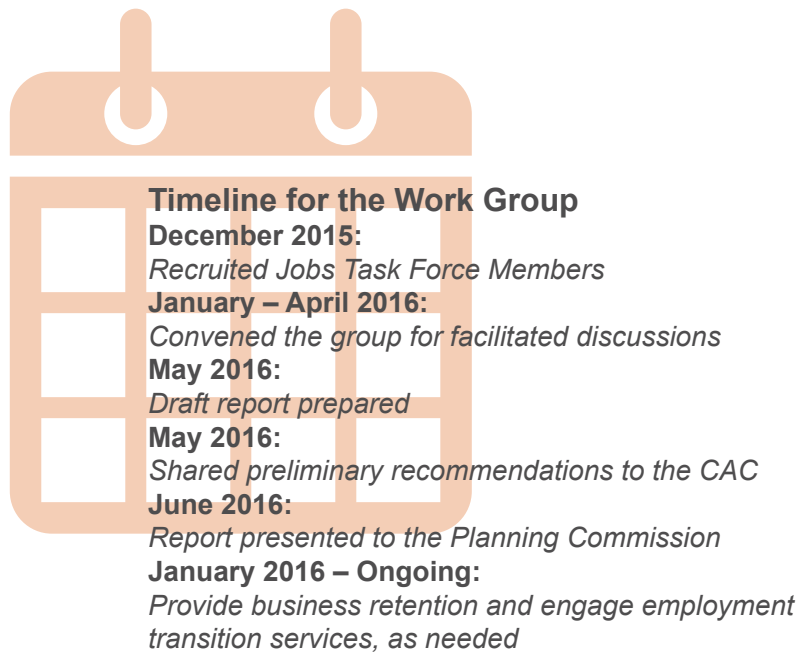 Timeline for the Work Group
December 2015:
Recruited Jobs Task Force Members
January – April 2016:
Convened the group for facilitated discussions
May 2016:
Draft report prepared
May 2016:
Shared preliminary recommendations to the CAC
June 2016:
Report presented to the Planning Commission
January 2016 – Ongoing:
Provide business retention and engage employment
transition services, as needed